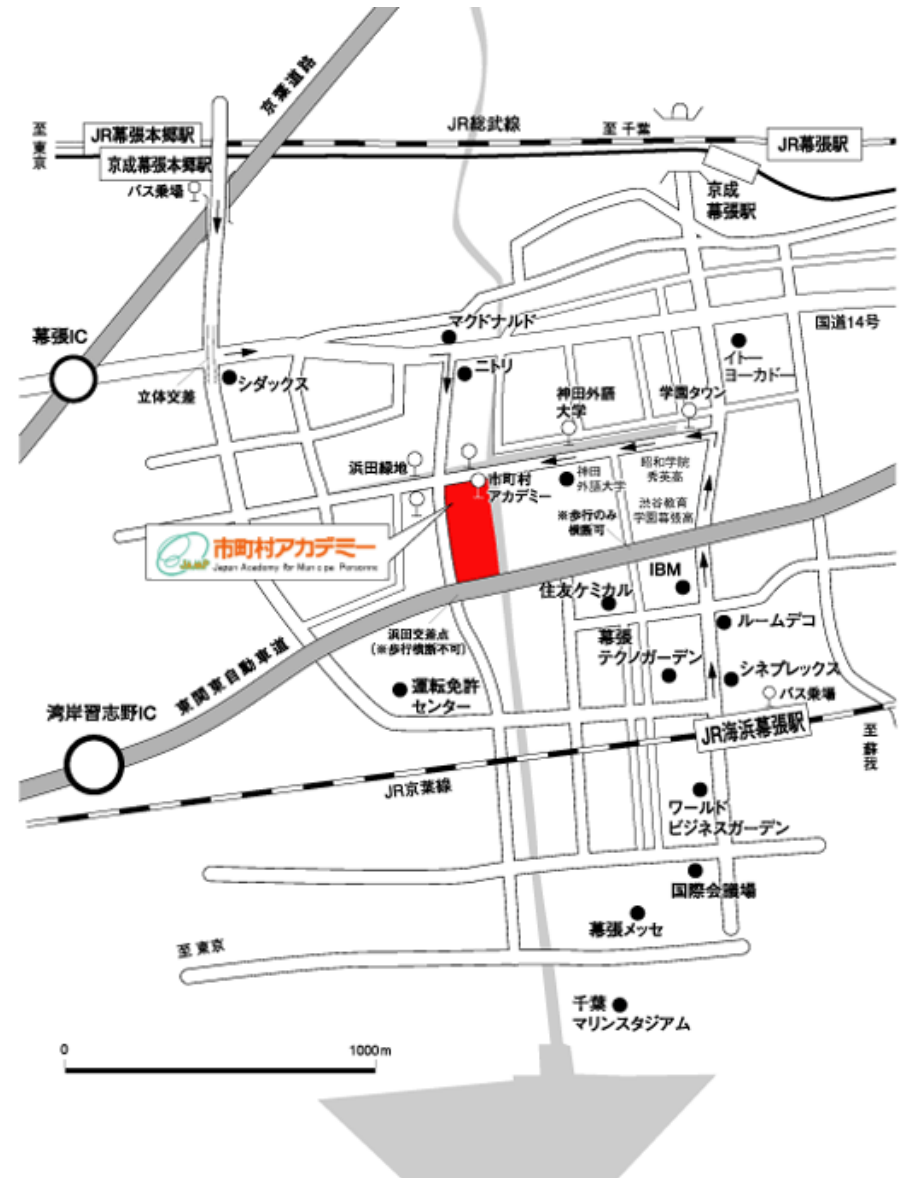 京葉道路
至東京
JR幕張本郷駅
京成幕張本郷駅
バス乗場
JR総武線
至 千葉
JR幕張駅
京成
幕張駅
幕張IC
マクドナルド
国道14号
イトー
ヨーカドー
ニトリ
シダックス
立体交差
神田外語
大学
学園タウン
浜田緑地
市町村
アカデミー
神田
外語大学
昭和学院
秀英高
渋谷教育
学園幕張高
※歩行のみ
横断可
市町村アカデミー
JAMP
Japan Academy for Municipal Personnel
IBM
住友ケミカル
ルームデコ
幕張
テクノガーデン
浜田交差点
(※歩行横断不可)
東関東自動車道
運転免許
センター
シネプレックス
バス乗場
湾岸習志野IC
JR海浜幕張駅
至蘇我
JR京葉線
ワールド
ビジネスガーデン
国際会議場
幕張メッセ
至 東京
千葉
マリンスタジアム
0
1000m